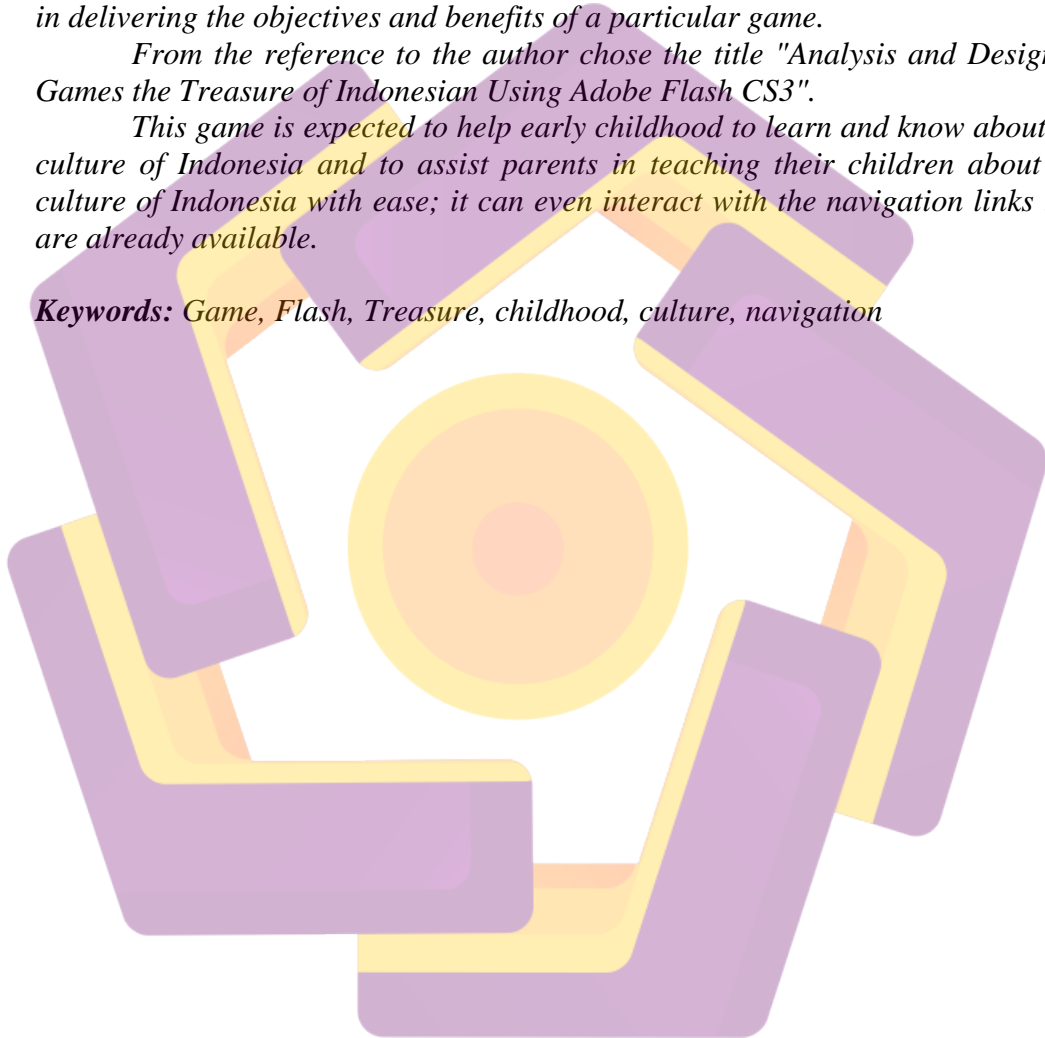 in delivering the objectives and benefits of a particular game.
From the reference to the author chose the title "Analysis and Design
Games the Treasure of Indonesian Using Adobe Flash CS3".
This game is expected to help early childhood to learn and know about
culture of Indonesia and to assist parents in teaching their children about
culture of Indonesia with ease; it can even interact with the navigation links
are already available.
Keywords: Game, Flash, Treasure, childhood, culture, navigation